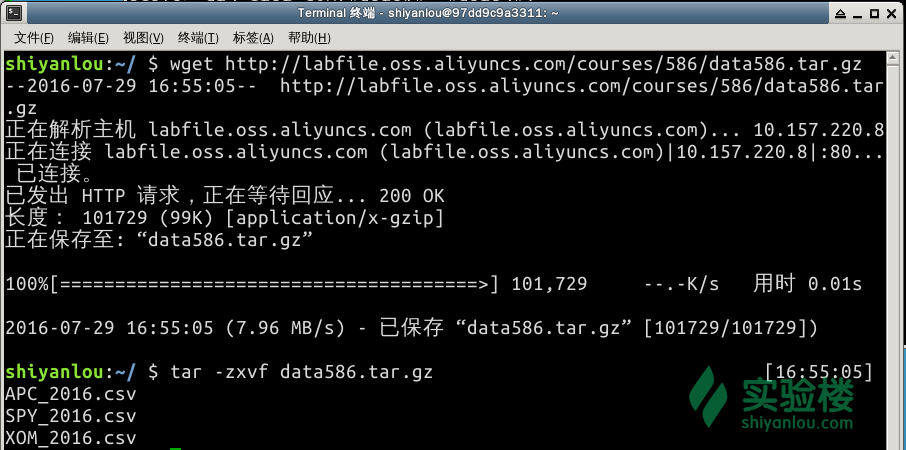 Terminal 终端 - shiyanlou@97dd9c9a3311: ~
文件(F) 编辑(E) 视图(V) 终端(T) 标签(A) 帮助(H)
shiyanlou:~/ $ wget http://labfile.oss.aliyuncs.com/courses/586/data586.tar.gz
--2016-07-29 16:55:05-- http://labfile.oss.aliyuncs.com/courses/586/data586.tar
.gz
正在解析主机 labfile.oss.aliyuncs.com (labfile.oss.aliyuncs.com)... 10.157.220.8
正在连接 labfile.oss.aliyuncs.com (labfile.oss.aliyuncs.com)|10.157.220.8|:80...
已连接。
已发出 HTTP 请求，正在等待回应... 200 OK
长度： 101729 (99K) [application/x-gzip]
正在保存至: “data586.tar.gz”
100%[======================================>] 101,729 --.-K/s 用时 0.01s
2016-07-29 16:55:05 (7.96 MB/s) - 已保存 “data586.tar.gz” [101729/101729])
shiyanlou:~/ $ tar -zxvf data586.tar.gz [16:55:05]
APC_2016.csv
SPY_2016.csv
XOM_2016.csv
实验楼
shiyanlou.com